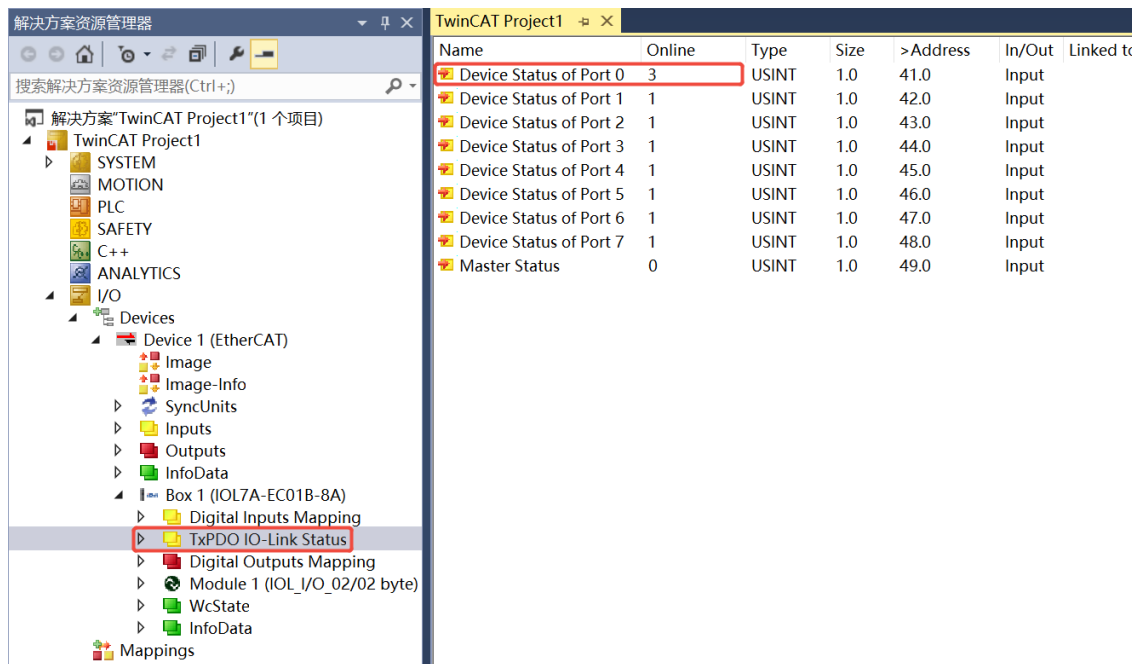 解决方案资源管理器
搜索解决方案资源管理器(Ctrl+;)
解决方案"TwinCAT Project1"(1 个项目)
TwinCAT Project1
SYSTEM
MOTION
PLC
SAFETY
C++
ANALYTICS
I/O
Devices
Device 1 (EtherCAT)
Image
Image-Info
SyncUnits
Inputs
Outputs
InfoData
Box 1 (IOL7A-EC01B-8A)
Digital Inputs Mapping
TxPDO IO-Link Status
Digital Outputs Mapping
Module 1 (IOL_I/O_02/02 byte)
WcState
InfoData
Mappings
TwinCAT Project1
Name Online Type Size >Address In/Out Linked to
Device Status of Port 0 3 USINT 1.0 41.0 Input
Device Status of Port 1 1 USINT 1.0 42.0 Input
Device Status of Port 2 1 USINT 1.0 43.0 Input
Device Status of Port 3 1 USINT 1.0 44.0 Input
Device Status of Port 4 1 USINT 1.0 45.0 Input
Device Status of Port 5 1 USINT 1.0 46.0 Input
Device Status of Port 6 1 USINT 1.0 47.0 Input
Device Status of Port 7 1 USINT 1.0 48.0 Input
Master Status 0 USINT 1.0 49.0 Input